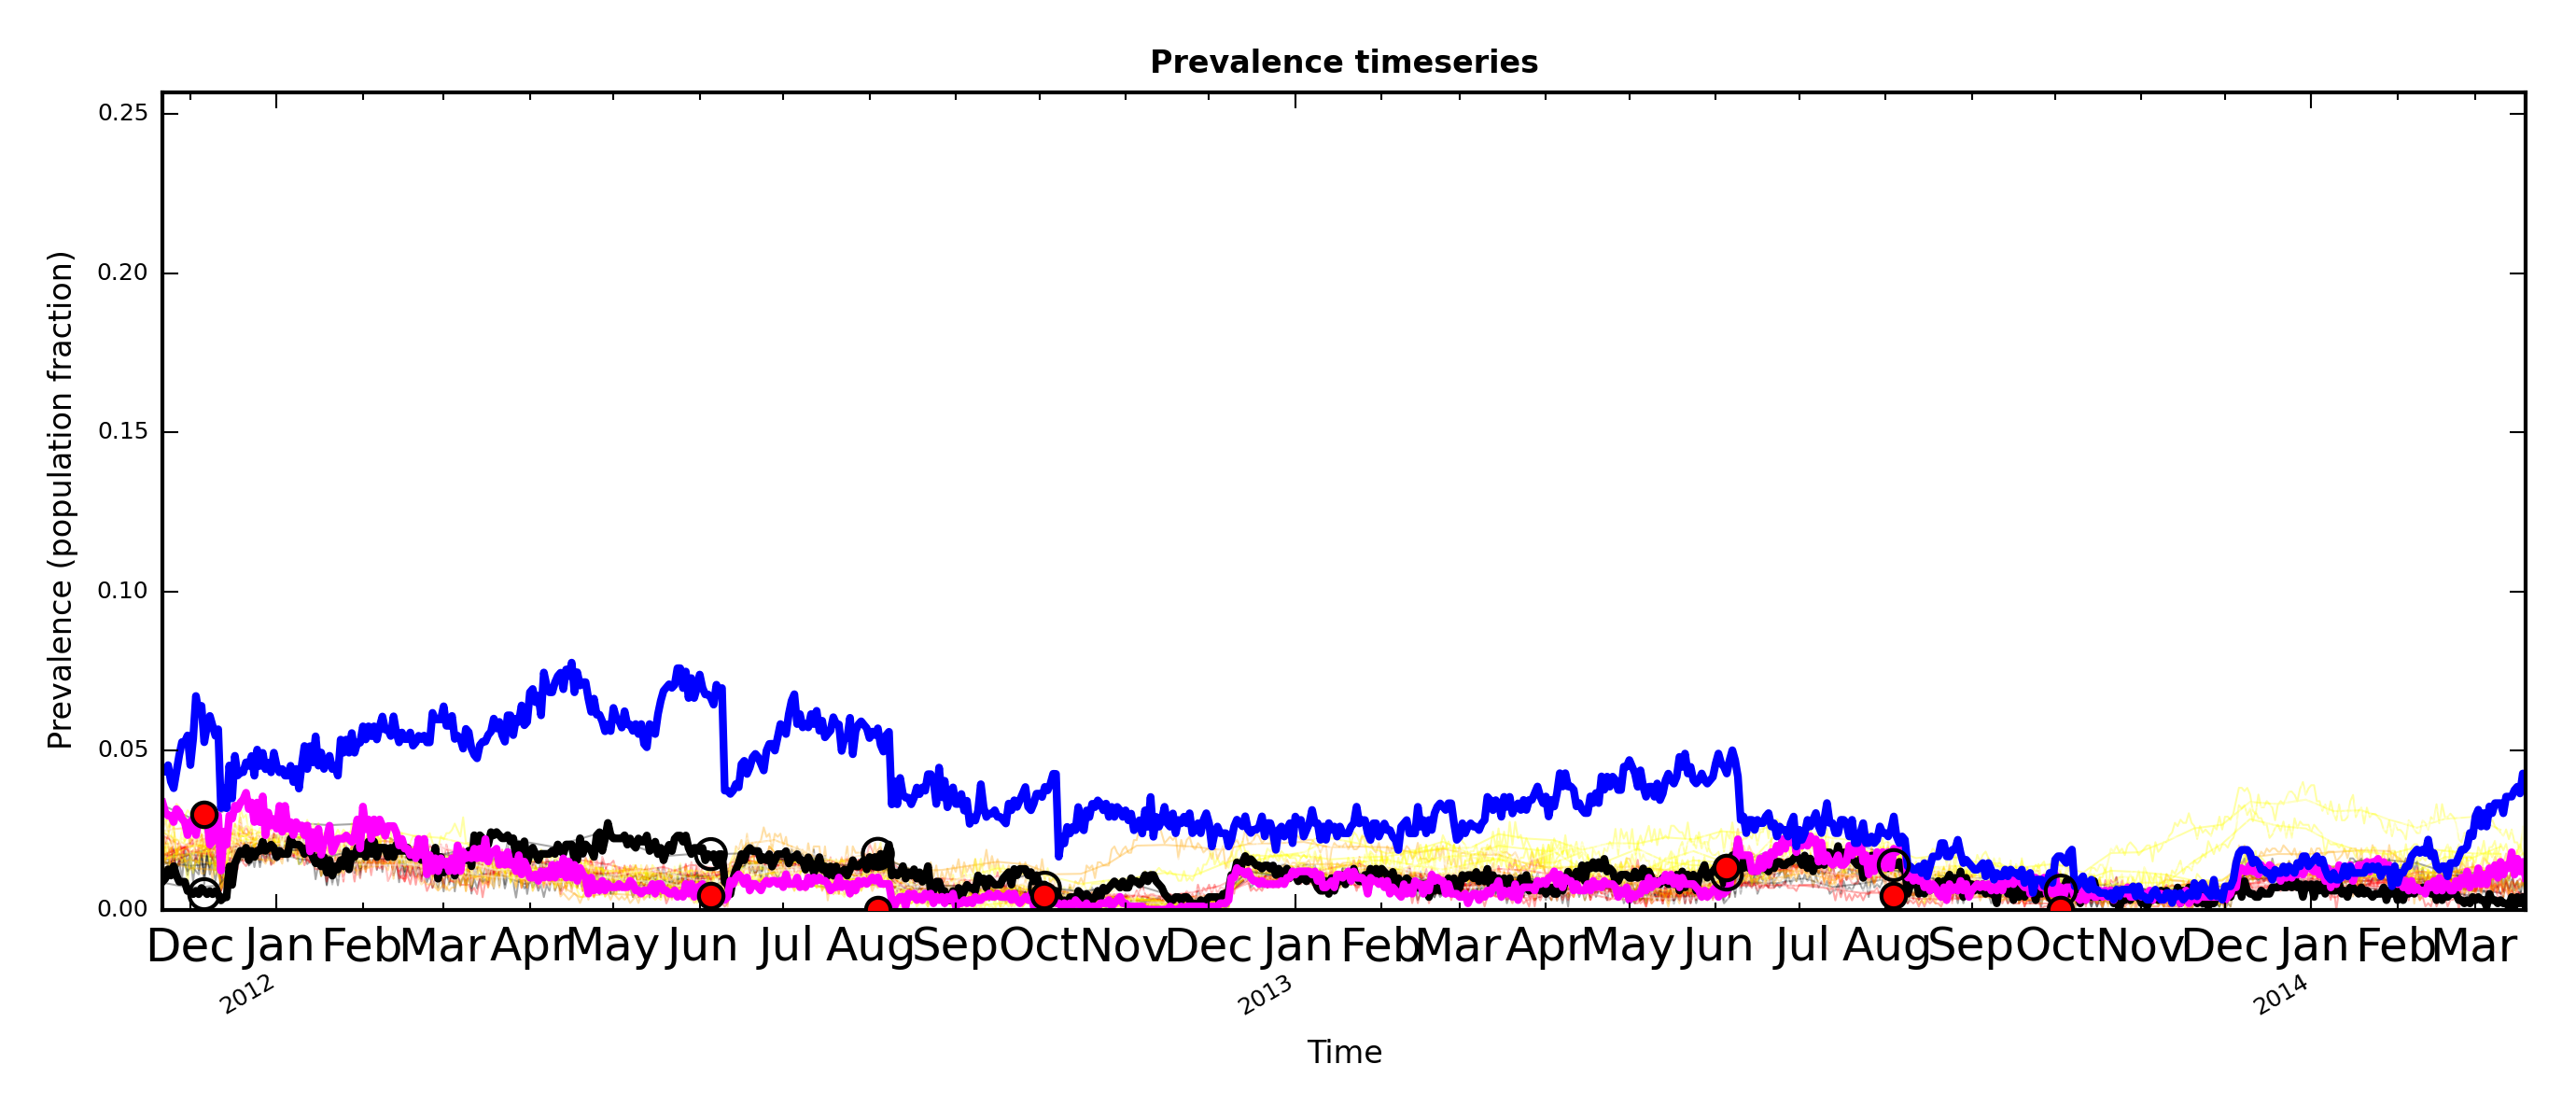 Prevalence timeseries
Prevalence (population fraction)
0.25
0.20
0.15
0.10
0.05
0.00
Dec Jan Feb Mar Apr May Jun Jul Aug Sep Oct Nov Dec Jan Feb Mar Apr May Jun Jul Aug Sep Oct Nov Dec Jan Feb Mar
2012 2013 2014
Time